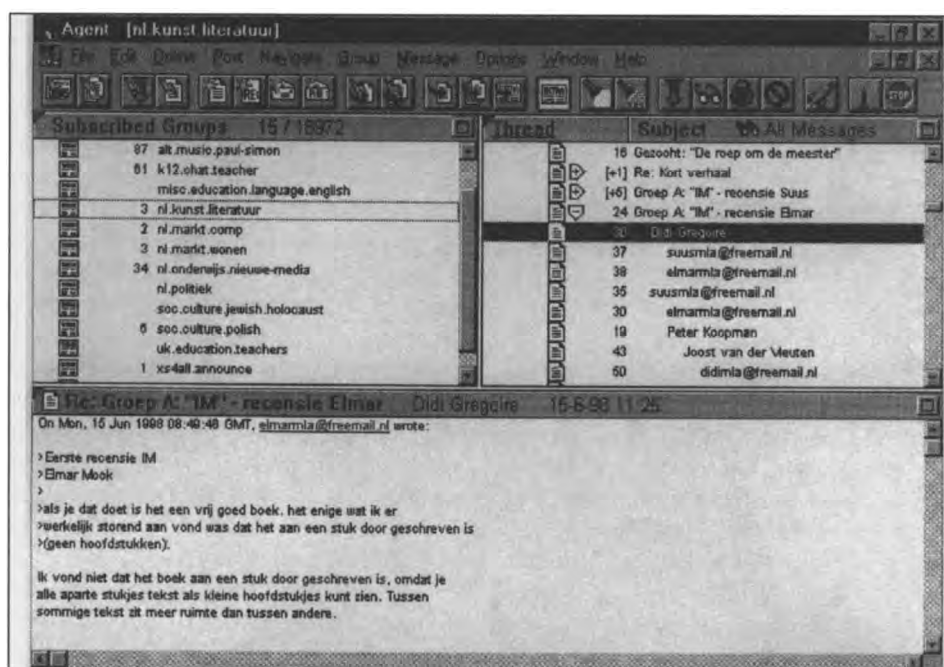 Agent [nl.kunst.literatuur]
File Edit Online Post Navigate Group Message Options Window Help
STOP
Subscribed Groups 15 / 18972
87 alt.music.paul-simon
61 k12.chat.teacher
misc.education.language.english
3 nl.kunst.literatuur
2 nl.markt.comp
3 nl.markt.wonen
34 nl.onderwijs.nieuwe-media
nl.politiek
soc.culture.jewish.holocaust
6 soc.culture.polish
uk.education.teachers
1 xs4all.announce
Thread Subject All Messages
16 Gezocht: "De roep om de meester"
[+1] Re: Kort verhaal
[+6] Groep A: "IM" - recensie Suus
24 Groep A: "IM" - recensie Elmar
30 Didi Gregoire
37 suusmla@freemail.nl
38 elmarmla@freemail.nl
35 suusmla@freemail.nl
30 elmarmla@freemail.nl
19 Peter Koopman
43 Joost van der Meuten
50 didimla@freemail.nl
Re: Groep A: "IM" - recensie Elmar Didi Gregoire 15-6-98 11:25
On Mon, 15 Jun 1998 08:49:46 GMT, elmarmla@freemail.nl wrote:
>Eerste recensie IM
>Elmar Mook
>
>als je dat doet is het een vrij goed boek. het enige wat ik er
>werkelijk storend aan vond was dat het aan een stuk door geschreven is
>(geen hoofdstukken).
Ik vond niet dat het boek aan een stuk door geschreven is, omdat je
alle aparte stukjes tekst als kleine hoofdstukjes kunt zien. Tussen
sommige tekst zit meer ruimte dan tussen andere.